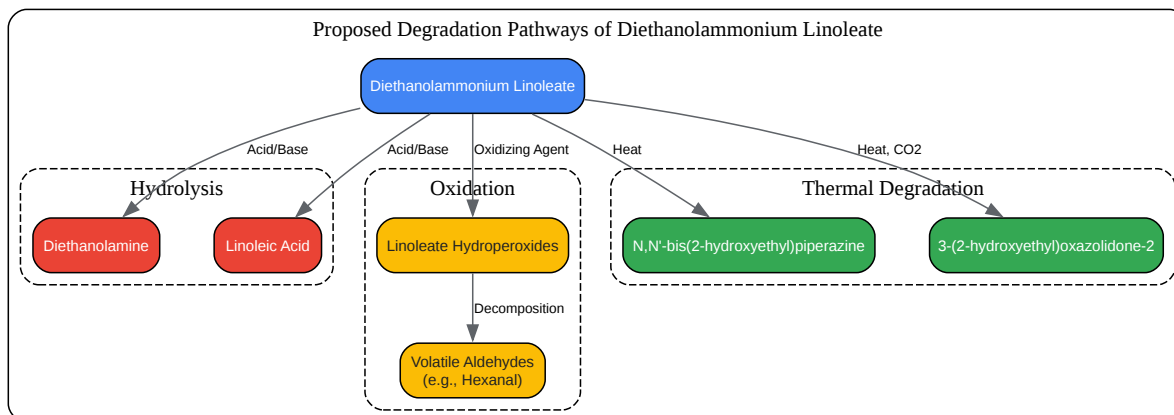 Proposed Degradation Pathways of Diethanolammonium Linoleate
Diethanolammonium Linoleate
Acid/Base
Acid/Base
Oxidizing Agent
Heat
Heat, CO2
Hydrolysis
Oxidation
Thermal Degradation
Diethanolamine
Linoleic Acid
Linoleate Hydroperoxides
N,N'-bis(2-hydroxyethyl)piperazine
3-(2-hydroxyethyl)oxazolidone-2
Decomposition
Volatile Aldehydes
(e.g., Hexanal)